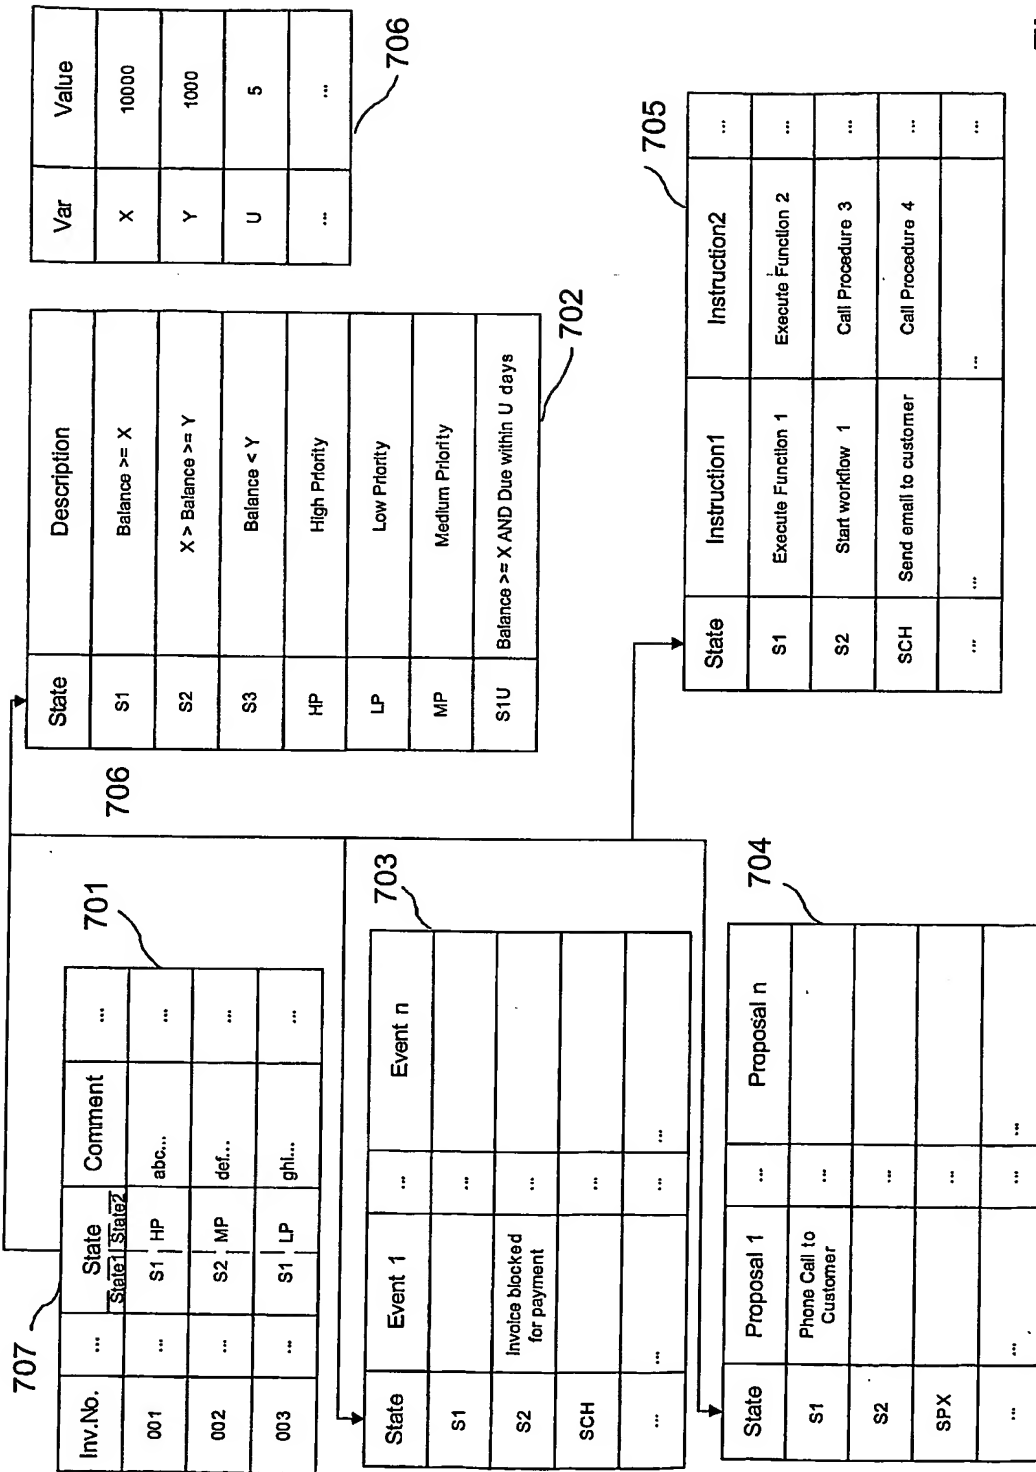 707
701
Inv.No. ... State Comment ...
State1 State2
001 ... S1 HP abc... ...
002 ... S2 MP def... ...
003 ... S1 LP ghi... ...
706
State Description
S1 Balance >= X
S2 X > Balance >= Y
S3 Balance < Y
HP High Priority
LP Low Priority
MP Medium Priority
S1U Balance >= X AND Due within U days
702
Var Value
X 10000
Y 1000
U 5
... ...
706
703
State Event 1 ... Event n
S1 ...
S2 Invoice blocked ...
for payment
SCH ...
... ... ... ...
704
State Proposal 1 ... Proposal n
S1 Phone Call to ...
Customer
S2 ...
SPX ...
... ... ... ...
705
State Instruction1 Instruction2 ...
S1 Execute Function 1 Execute Function 2 ...
S2 Start workflow 1 Call Procedure 3 ...
SCH Send email to customer Call Procedure 4 ...
... ... ... ...